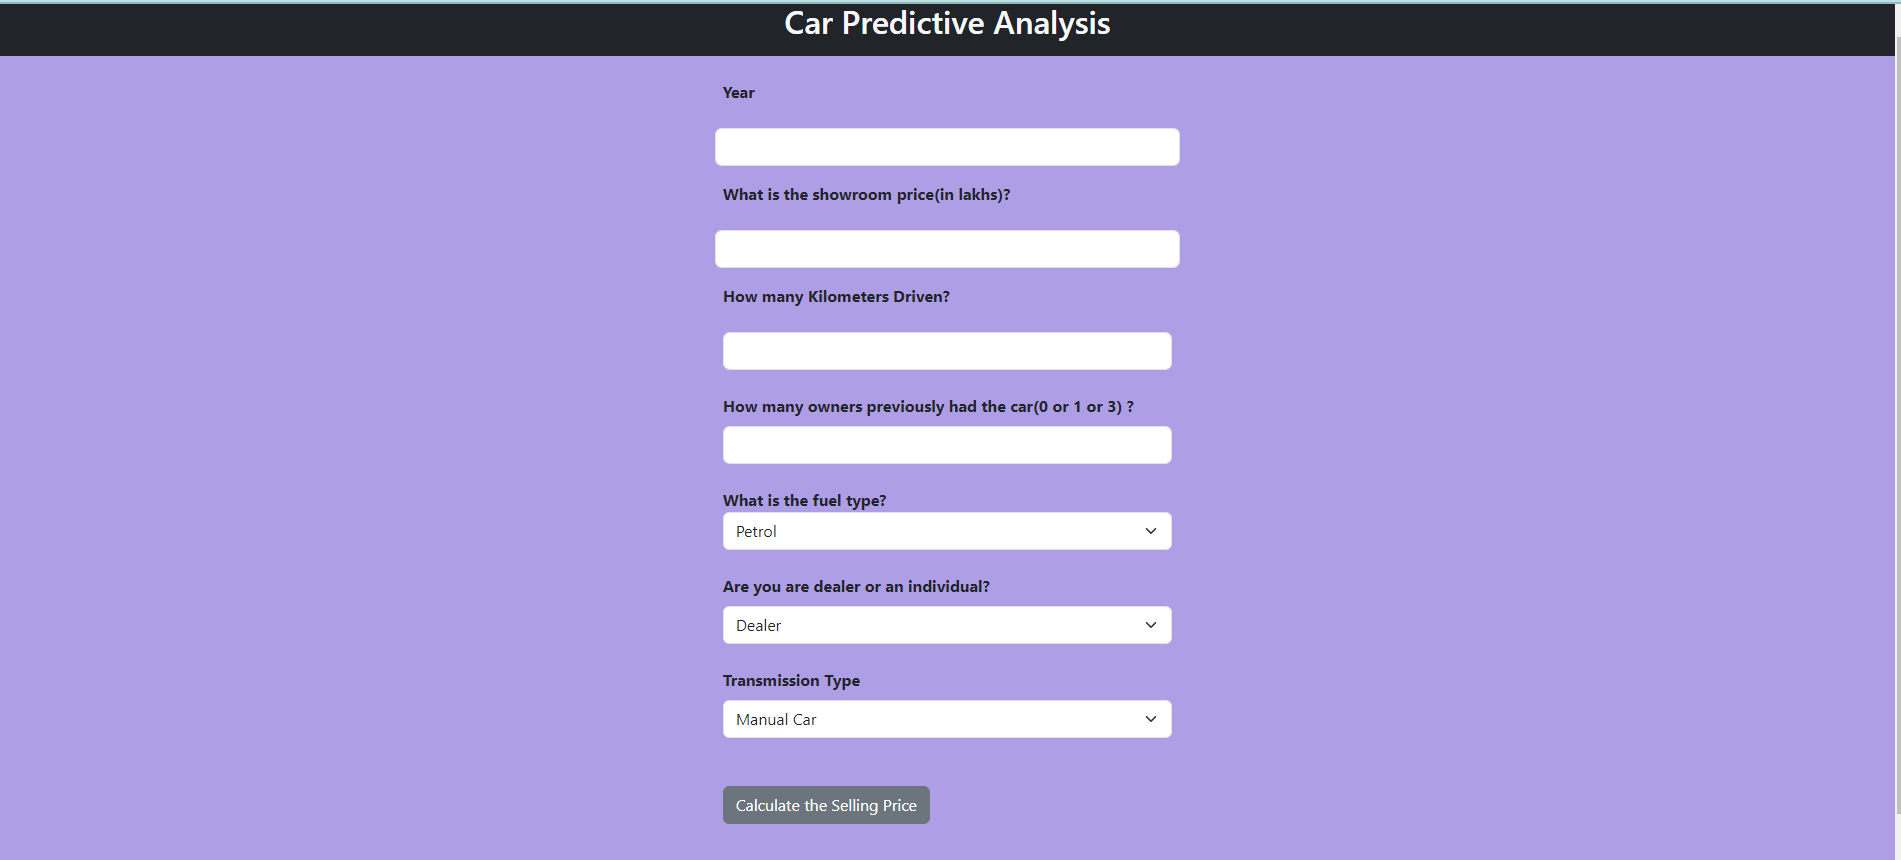 Car Predictive Analysis
Year
What is the showroom price(in lakhs)?
How many Kilometers Driven?
How many owners previously had the car(0 or 1 or 3) ?
What is the fuel type?
Petrol
Are you are dealer or an individual?
Dealer
Transmission Type
Manual Car
Calculate the Selling Price